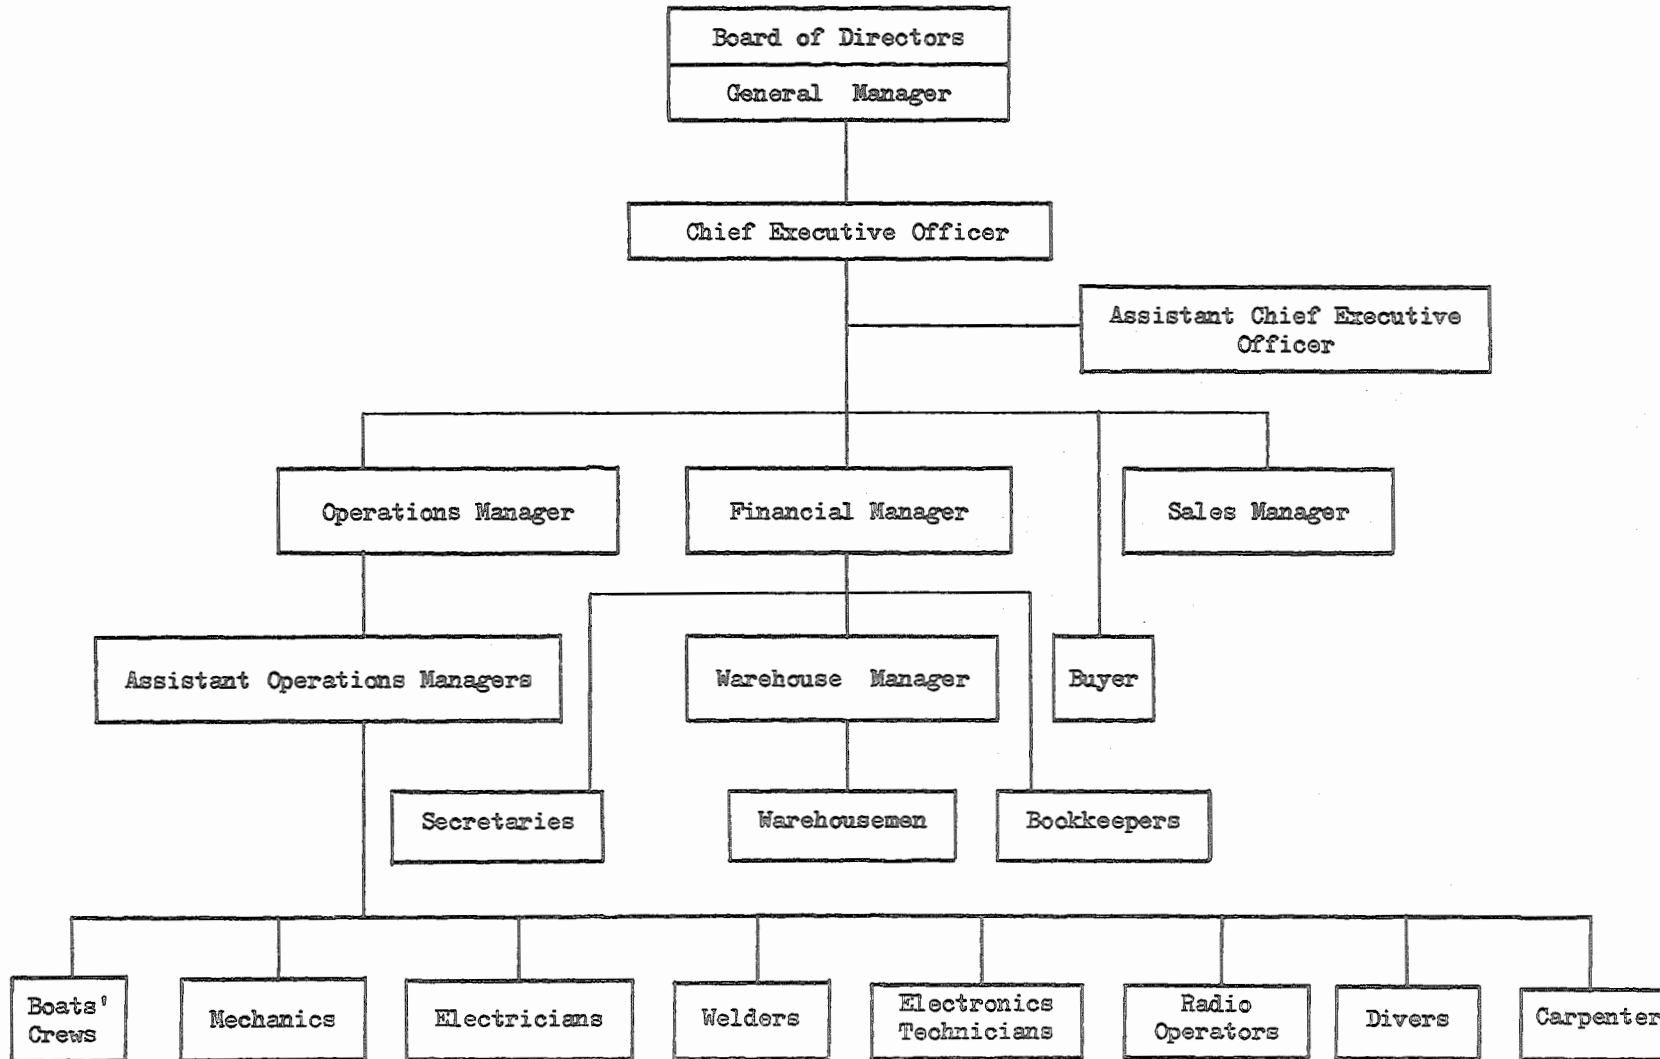 Board of Directors
General Manager
Chief Executive Officer
Assistant Chief Executive
Officer
Operations Manager
Financial Manager
Sales Manager
Assistant Operations Managers
Warehouse Manager
Buyer
Secretaries
Warehousemen
Bookkeepers
Boats'
Crews
Mechanics
Electricians
Welders
Electronics
Technicians
Radio
Operators
Divers
Carpenter